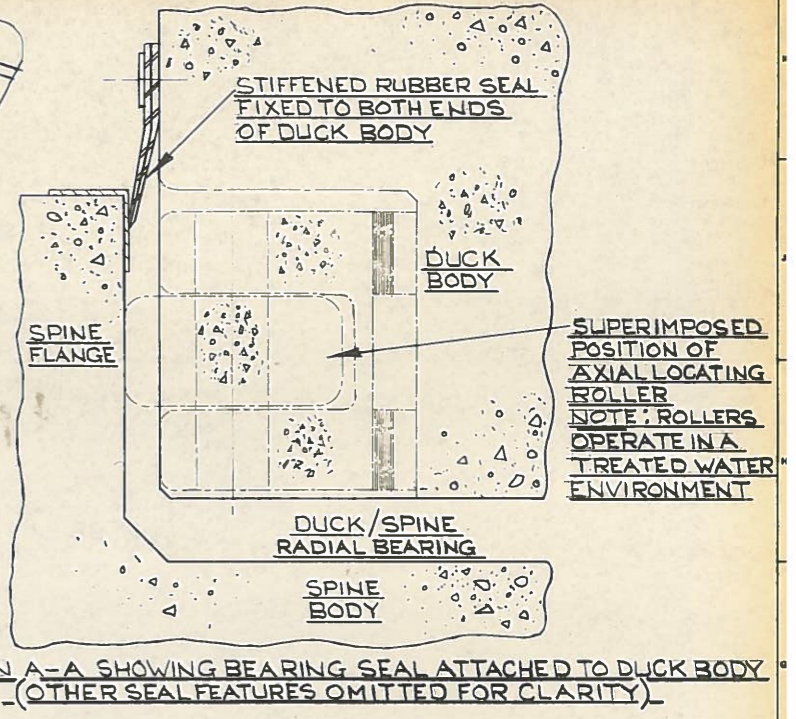 STIFFENED RUBBER SEAL
FIXED TO BOTH ENDS
OF DUCK BODY
DUCK
BODY
SPINE
FLANGE
SUPERIMPOSED
POSITION OF
AXIAL LOCATING
ROLLER
NOTE: ROLLERS
OPERATE IN A
TREATED WATER
ENVIRONMENT
DUCK/SPINE
RADIAL BEARING
SPINE
BODY
N A-A SHOWING BEARING SEAL ATTACHED TO DUCK BODY
(OTHER SEAL FEATURES OMITTED FOR CLARITY)